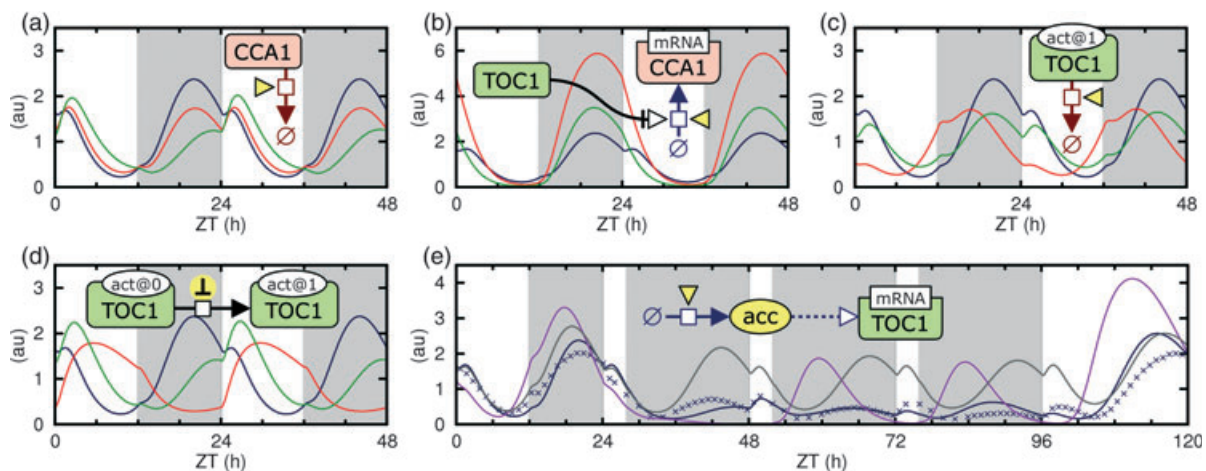 (a)
3
2
1
0
(au)
CCA1
∅
0
24
48
ZT (h)
(b)
6
4
2
0
(au)
TOC1
mRNA
CCA1
∅
0
24
48
ZT (h)
(c)
3
2
1
0
(au)
act@1
TOC1
∅
0
24
48
ZT (h)
(d)
3
2
1
0
(au)
act@0
TOC1
act@1
TOC1
0
24
48
ZT (h)
(e)
4
3
2
1
0
(au)
∅
acc
mRNA
TOC1
0
24
48
72
96
120
ZT (h)